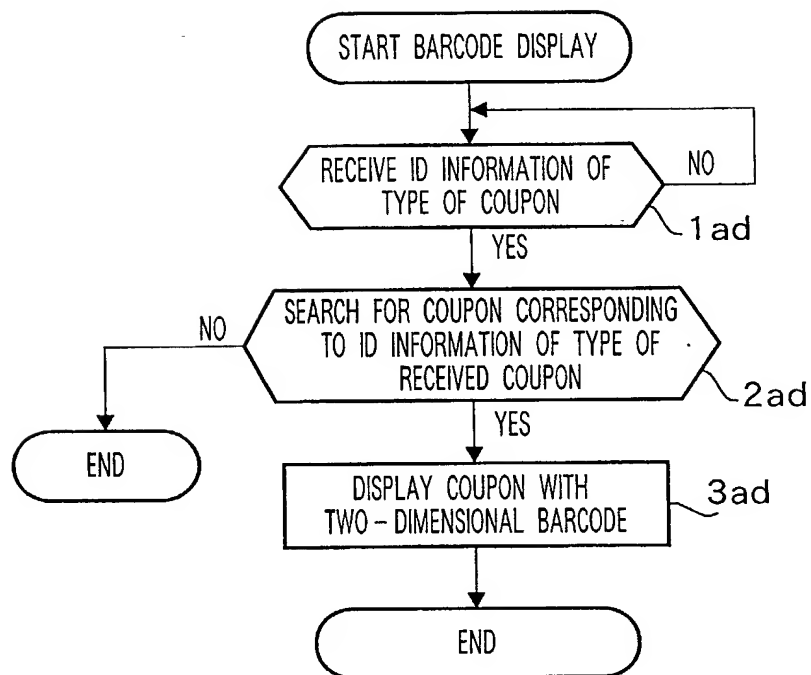 START BARCODE DISPLAY
RECEIVE ID INFORMATION OF
TYPE OF COUPON
NO
1ad
YES
SEARCH FOR COUPON CORRESPONDING
TO ID INFORMATION OF TYPE OF
RECEIVED COUPON
NO
2ad
YES
END
DISPLAY COUPON WITH
TWO-DIMENSIONAL BARCODE
3ad
END